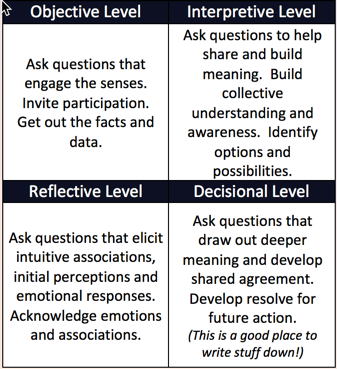 Objective Level
Ask questions that
engage the senses.
Invite participation.
Get out the facts and
data.
Interpretive Level
Ask questions to help
share and build
meaning.  Build
collective
understanding and
awareness.  Identify
options and
possibilities.
Reflective Level
Ask questions that elicit
intuitive associations,
initial perceptions and
emotional responses.
Acknowledge emotions
and associations.
Decisional Level
Ask questions that
draw out deeper
meaning and develop
shared agreement.
Develop resolve for
future action.
(This is a good place to
write stuff down!)